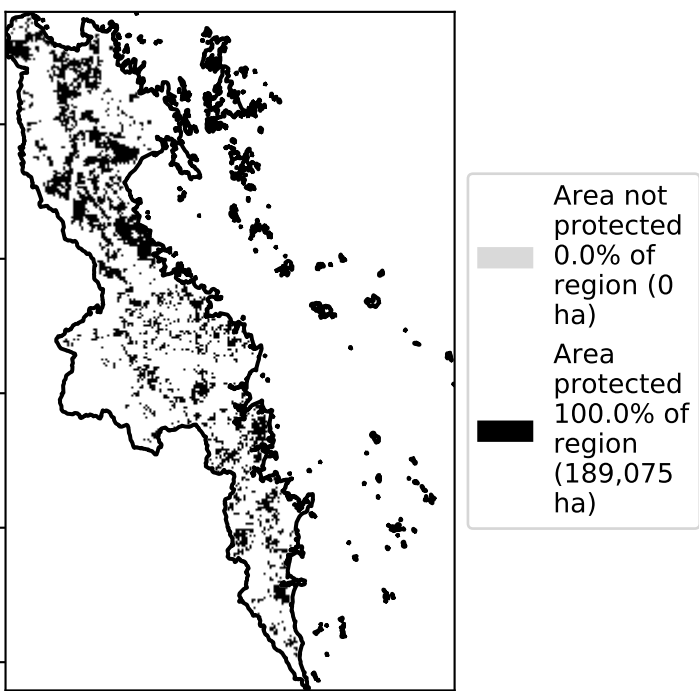 Area not
protected
0.0% of
region (0
ha)
Area
protected
100.0% of
region
(189,075
ha)